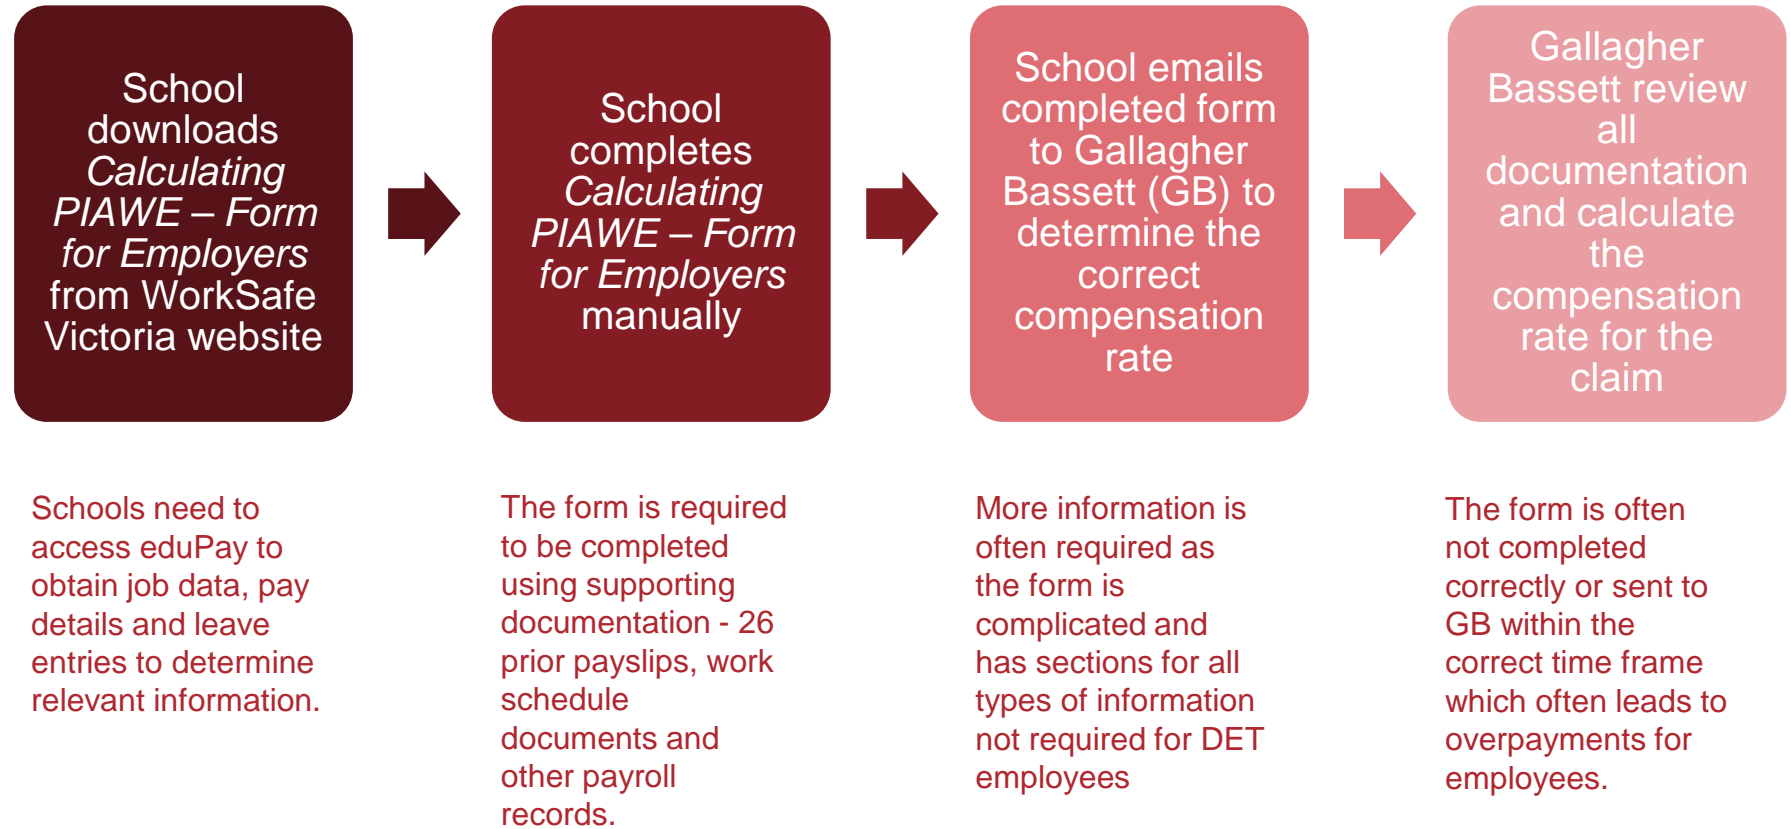 School
downloads
Calculating
PIAWE – Form
for Employers
from WorkSafe
Victoria website
School
completes
Calculating
PIAWE – Form
for Employers
manually
School emails
completed form
to Gallagher
Bassett (GB) to
determine the
correct
compensation
rate
Gallagher
Bassett review
all
documentation
and calculate
the
compensation
rate for the
claim
Schools need to
access eduPay to
obtain job data, pay
details and leave
entries to determine
relevant information.
The form is required
to be completed
using supporting
documentation - 26
prior payslips, work
schedule
documents and
other payroll
records.
More information is
often required as
the form is
complicated and
has sections for all
types of information
not required for DET
employees
The form is often
not completed
correctly or sent to
GB within the
correct time frame
which often leads to
overpayments for
employees.